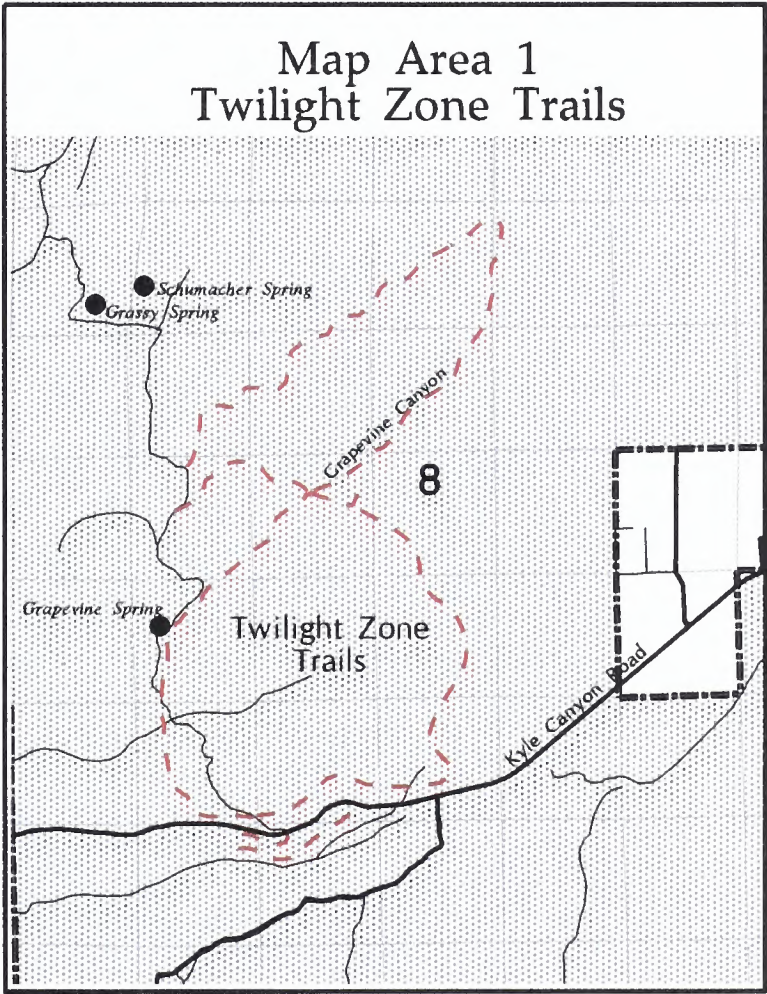 Map Area 1
Twilight Zone Trails
Schumacher Spring
Grassy Spring
Grapevine Canyon
8
Grapevine Spring
Twilight Zone
Trails
Kyle Canyon Road